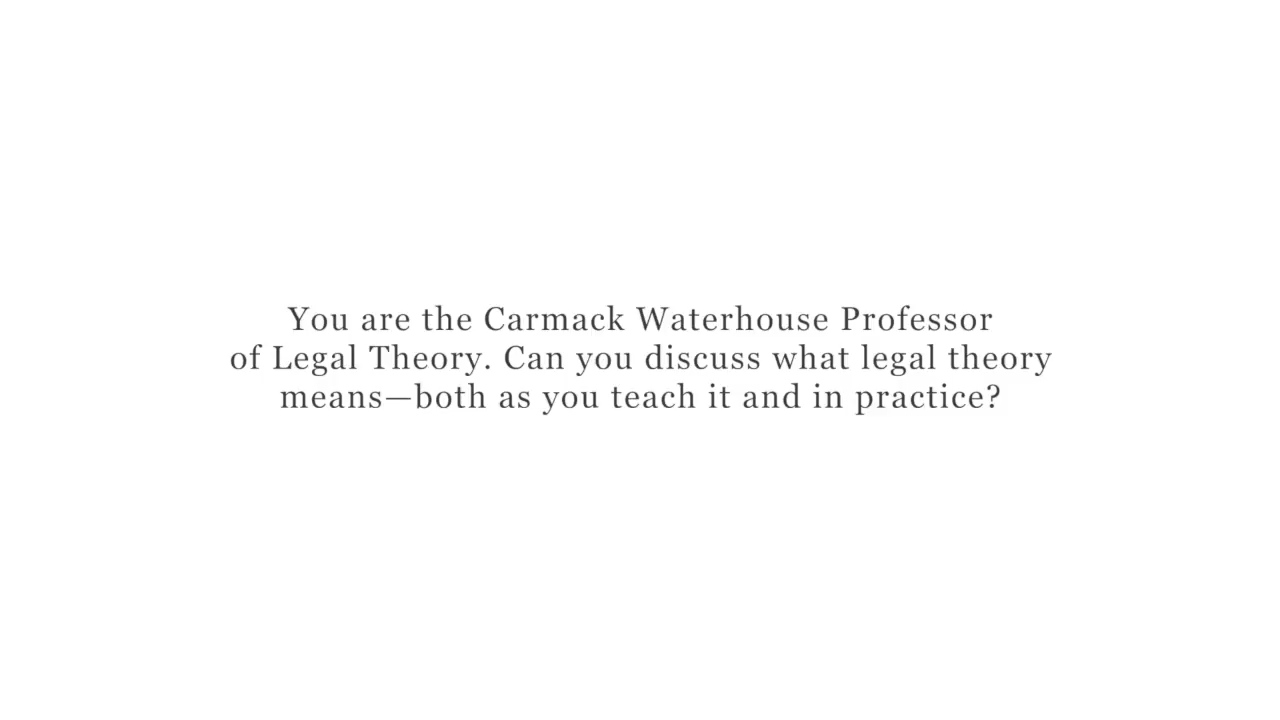 You are the Carmack Waterhouse Professor
of Legal Theory. Can you discuss what legal theory
means—both as you teach it and in practice?